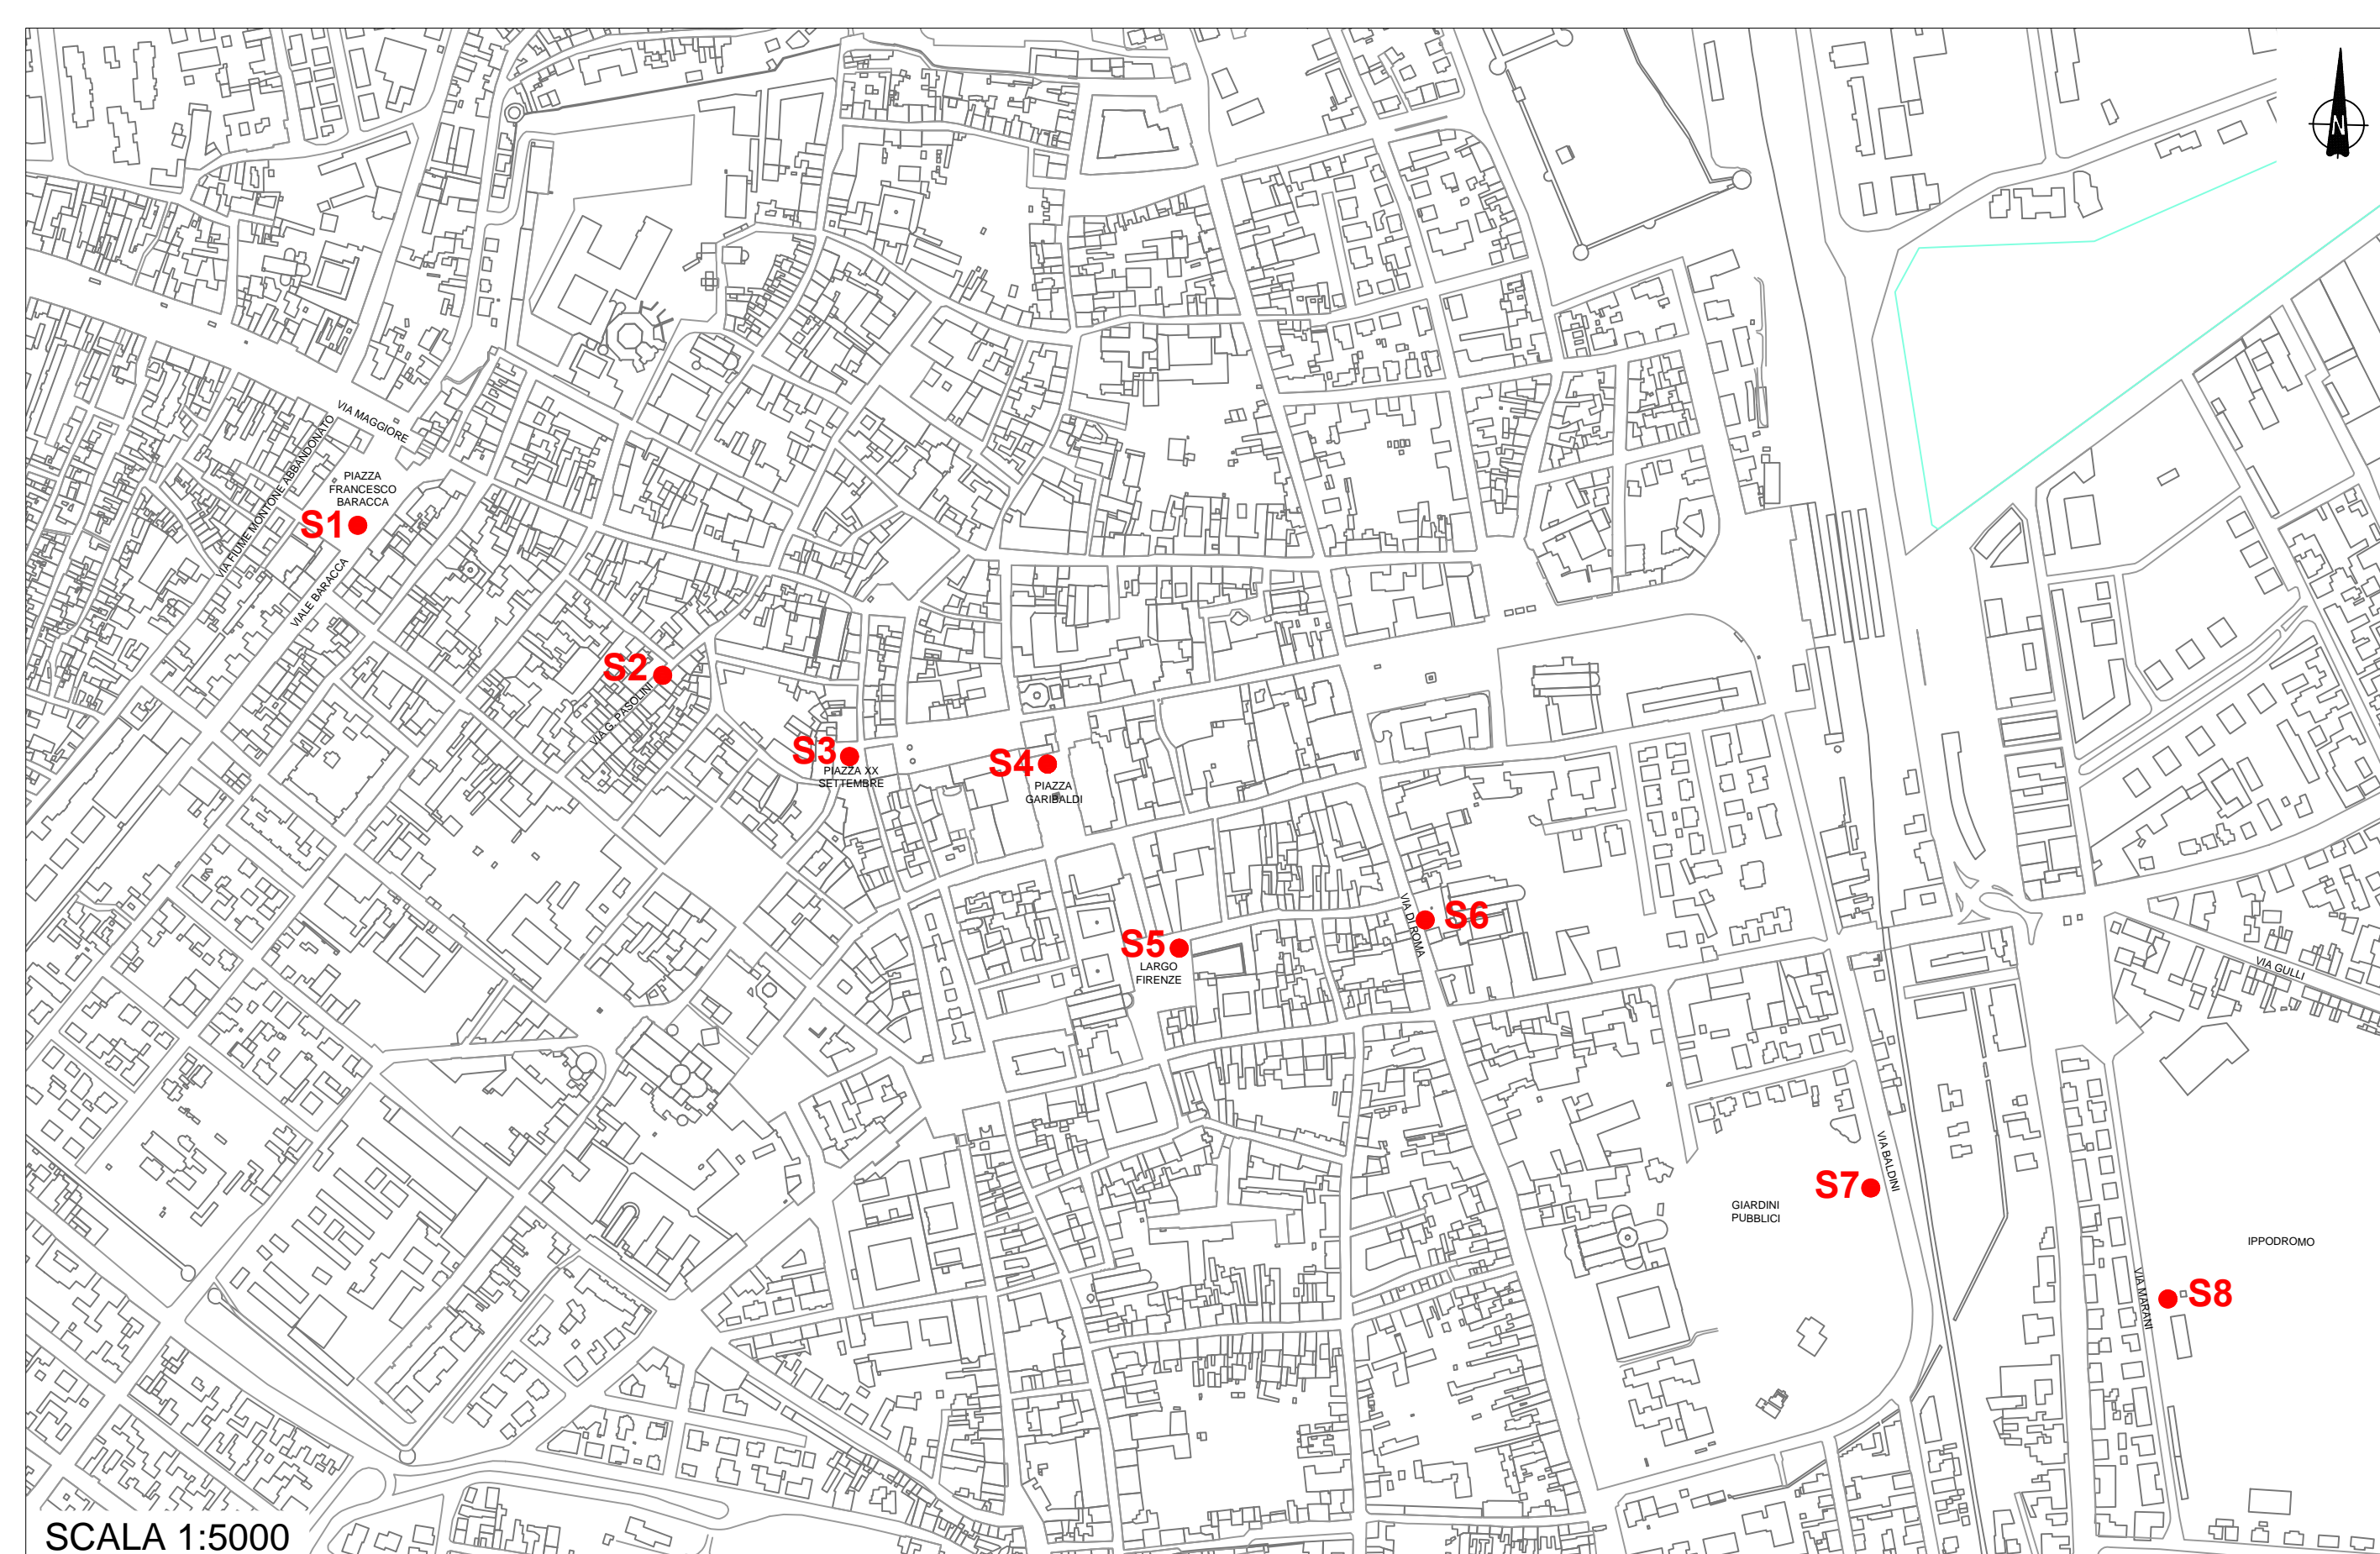 N
VIA MAGGIORE
VIA FIUME MONTONE ABBANDONATO
PIAZZA
FRANCESCO
BARACCA
S1
VIALE BARACCA
S2
VIA G. PASOLINI
S3
PIAZZA XX
SETTEMBRE
S4
PIAZZA
GARIBALDI
S5
LARGO
FIRENZE
VIA DI ROMA
S6
VIA GULLI
VIA BALDINI
S7
GIARDINI
PUBBLICI
IPPODROMO
VIA MARANI
S8
SCALA 1:5000